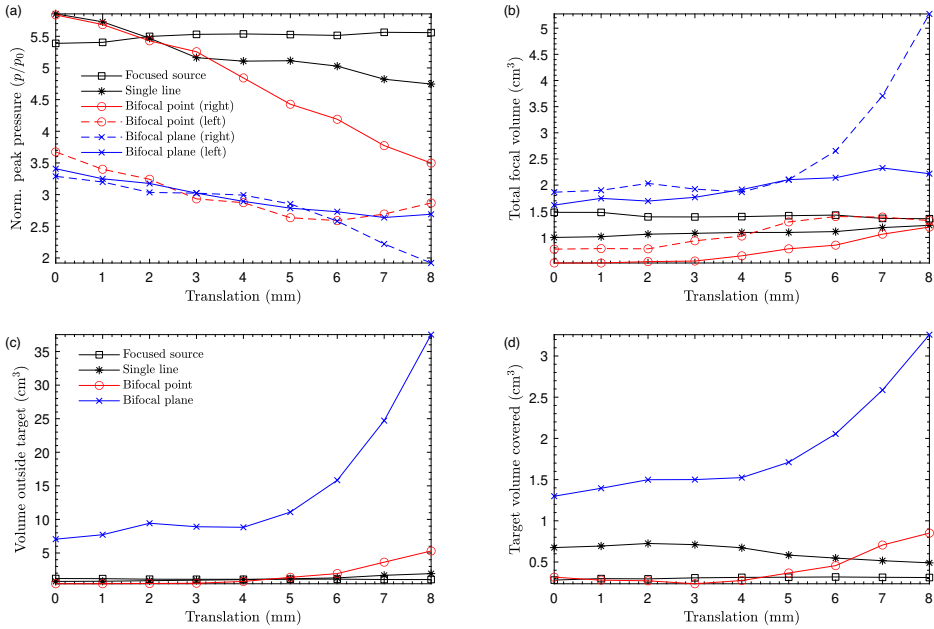 (a)
Norm. peak pressure (p/p0)
5.5
5
4.5
4
3.5
3
2.5
2
Focused source
Single line
Bifocal point (right)
Bifocal point (left)
Bifocal plane (right)
Bifocal plane (left)
0 1 2 3 4 5 6 7 8
Translation (mm)
(b)
Total focal volume (cm³)
5
4.5
4
3.5
3
2.5
2
1.5
1
0 1 2 3 4 5 6 7 8
Translation (mm)
(c)
Volume outside target (cm³)
35
30
25
20
15
10
5
Focused source
Single line
Bifocal point
Bifocal plane
0 1 2 3 4 5 6 7 8
Translation (mm)
(d)
Target volume covered (cm³)
3
2.5
2
1.5
1
0.5
0 1 2 3 4 5 6 7 8
Translation (mm)